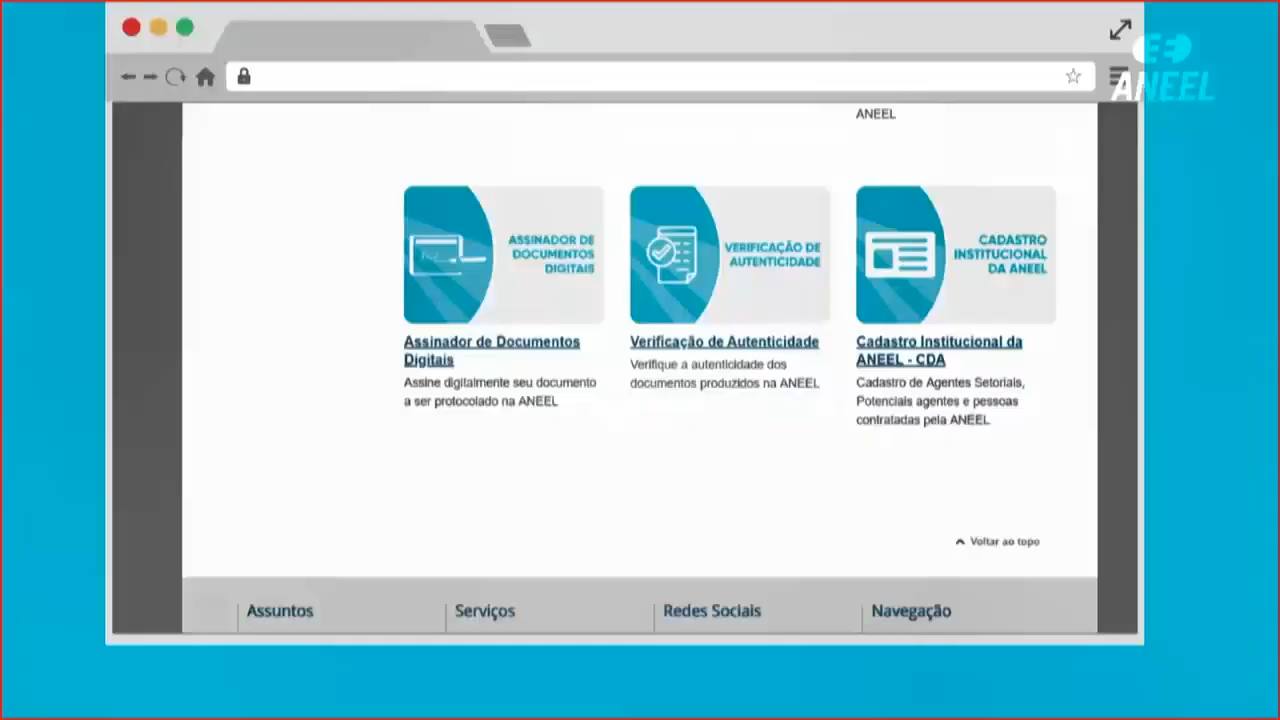 ANEEL
ANEEL
ASSINADOR DE
DOCUMENTOS
DIGITAIS
VERIFICAÇÃO DE
AUTENTICIDADE
CADASTRO
INSTITUCIONAL
DA ANEEL
Assinador de Documentos
Digitais
Assine digitalmente seu documento
a ser protocolado na ANEEL
Verificação de Autenticidade
Verifique a autenticidade dos
documentos produzidos na ANEEL
Cadastro Institucional da
ANEEL - CDA
Cadastro de Agentes Setoriais,
Potenciais agentes e pessoas
contratadas pela ANEEL
Voltar ao topo
Assuntos
Serviços
Redes Sociais
Navegação